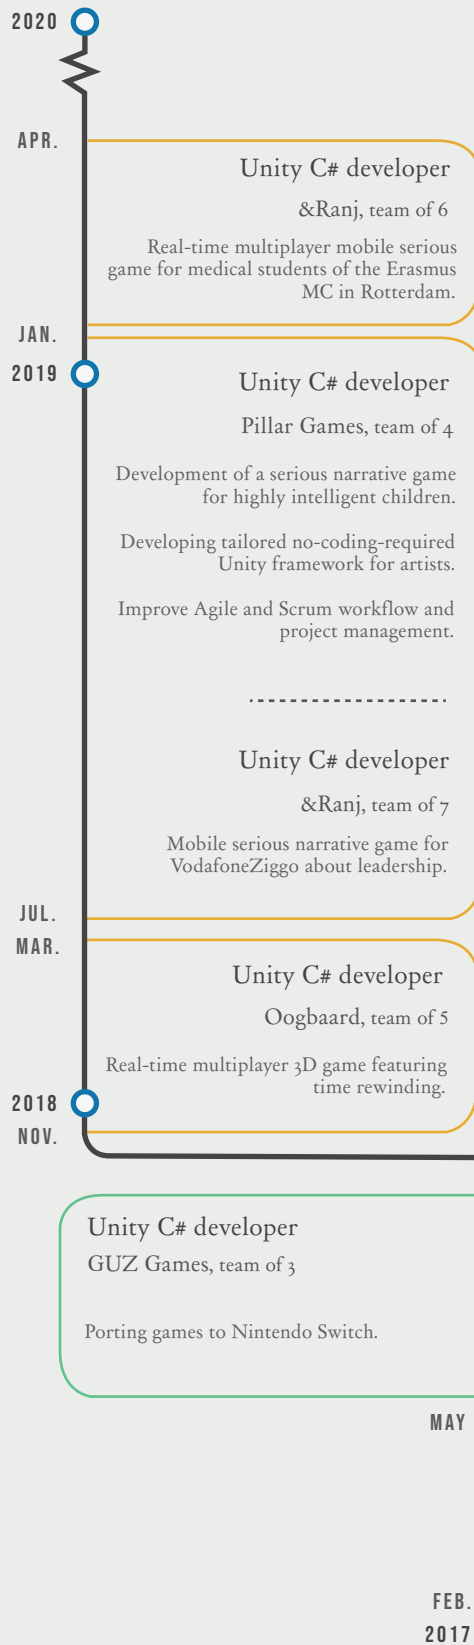 2020
APR.
Unity C# developer
&Ranj, team of 6
Real-time multiplayer mobile serious
game for medical students of the Erasmus
MC in Rotterdam.
JAN.
2019
Unity C# developer
Pillar Games, team of 4
Development of a serious narrative game
for highly intelligent children.
Developing tailored no-coding-required
Unity framework for artists.
Improve Agile and Scrum workflow and
project management.
Unity C# developer
&Ranj, team of 7
Mobile serious narrative game for
VodafoneZiggo about leadership.
JUL.
MAR.
Unity C# developer
Oogbaard, team of 5
Real-time multiplayer 3D game featuring
time rewinding.
2018
NOV.
Unity C# developer
GUZ Games, team of 3
Porting games to Nintendo Switch.
MAY
FEB.
2017